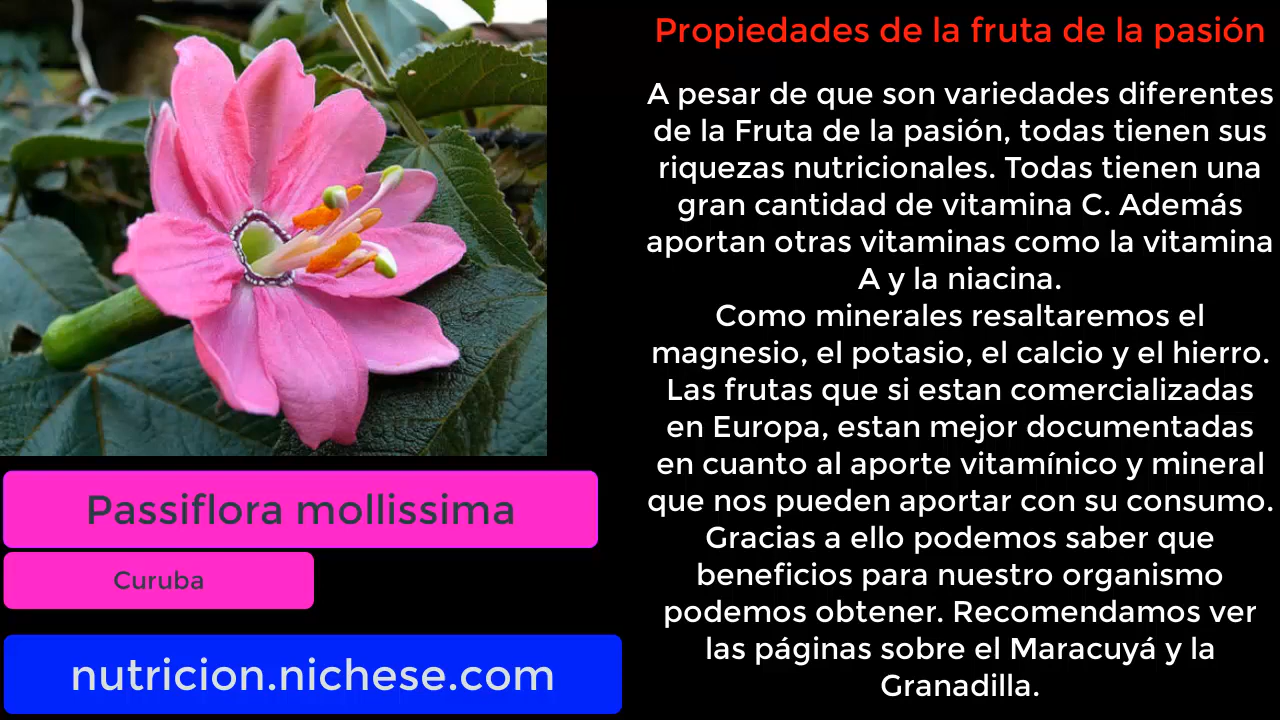 Propiedades de la fruta de la pasión
A pesar de que son variedades diferentes
de la Fruta de la pasión, todas tienen sus
riquezas nutricionales. Todas tienen una
gran cantidad de vitamina C. Además
aportan otras vitaminas como la vitamina
A y la niacina.
Como minerales resaltaremos el
magnesio, el potasio, el calcio y el hierro.
Las frutas que si estan comercializadas
en Europa, estan mejor documentadas
en cuanto al aporte vitamínico y mineral
que nos pueden aportar con su consumo.
Gracias a ello podemos saber que
beneficios para nuestro organismo
podemos obtener. Recomendamos ver
las páginas sobre el Maracuyá y la
Granadilla.
Passiflora mollissima
Curuba
nutricion.nichese.com